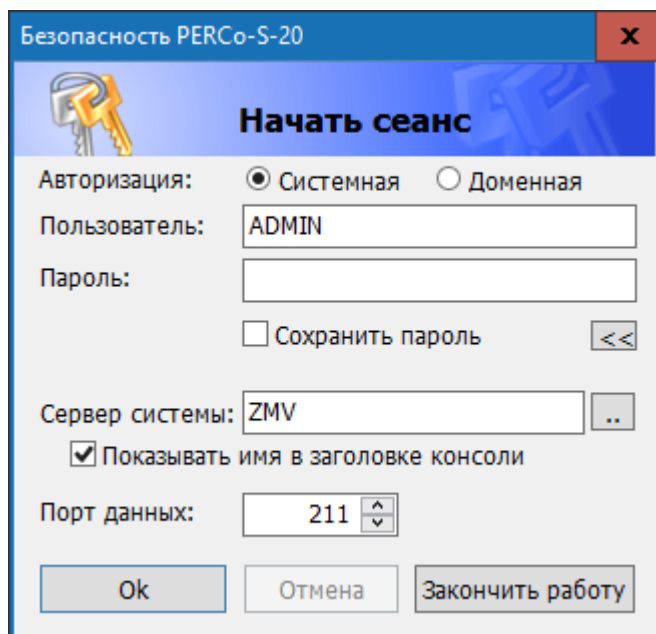 Безопасность PERCo-S-20
x
Начать сеанс
Авторизация: Системная Доменная
Пользователь: ADMIN
Пароль:
Сохранить пароль <<
Сервер системы: ZMV ..
Показывать имя в заголовке консоли
Порт данных: 211
Ok Отмена Закончить работу